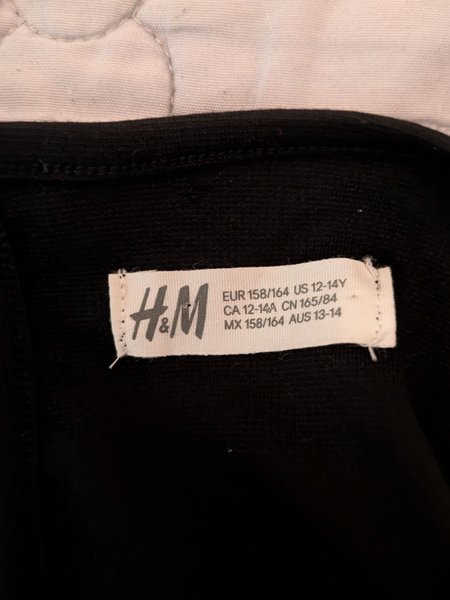 H&M
EUR 158/164 US 12-14Y
CA 12-14A CN 165/84
MX 158/164 AUS 13-14